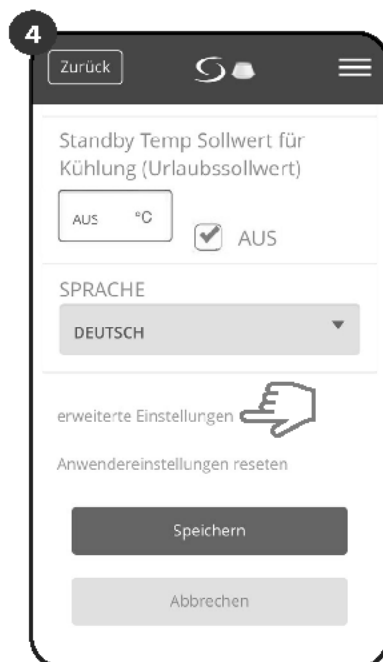 4
Zurück
Standby Temp Sollwert für
Kühlung (Urlaubssollwert)
AUS °C
AUS
SPRACHE
DEUTSCH
erweiterte Einstellungen
Anwendereinstellungen reseten
Speichern
Abbrechen